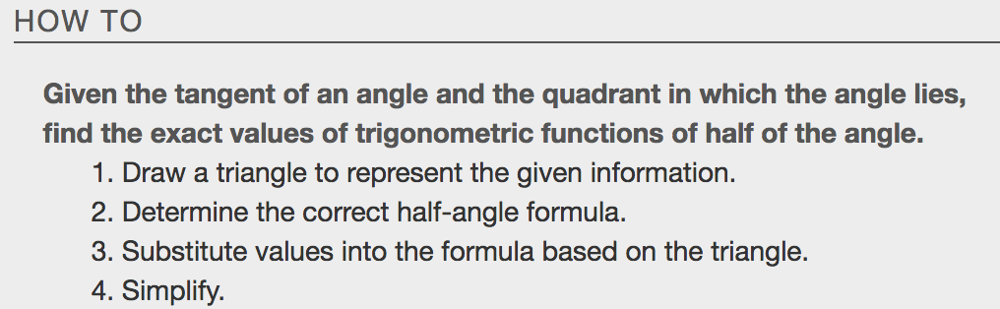 HOW TO
Given the tangent of an angle and the quadrant in which the angle lies,
find the exact values of trigonometric functions of half of the angle.
1. Draw a triangle to represent the given information.
2. Determine the correct half-angle formula.
3. Substitute values into the formula based on the triangle.
4. Simplify.